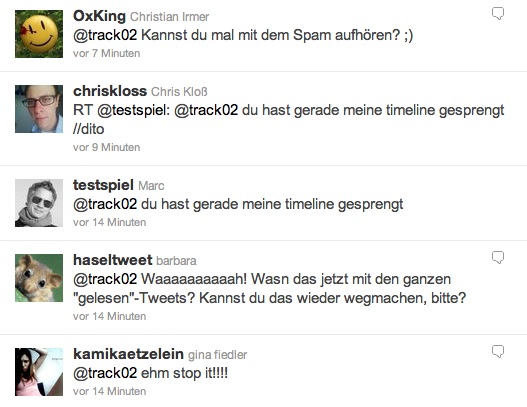 OxKing Christian Irmer
@track02 Kannst du mal mit dem Spam aufhören? ;)
vor 7 Minuten
chriskloss Chris Kloß
RT @testspiel: @track02 du hast gerade meine timeline gesprengt
//dito
vor 9 Minuten
testspiel Marc
@track02 du hast gerade meine timeline gesprengt
vor 14 Minuten
haseltweet barbara
@track02 Waaaaaaaaaah! Wasn das jetzt mit den ganzen
"gelesen"-Tweets? Kannst du das wieder wegmachen, bitte?
vor 14 Minuten
kamikaetzelein gina fiedler
@track02 ehm stop it!!!!
vor 14 Minuten